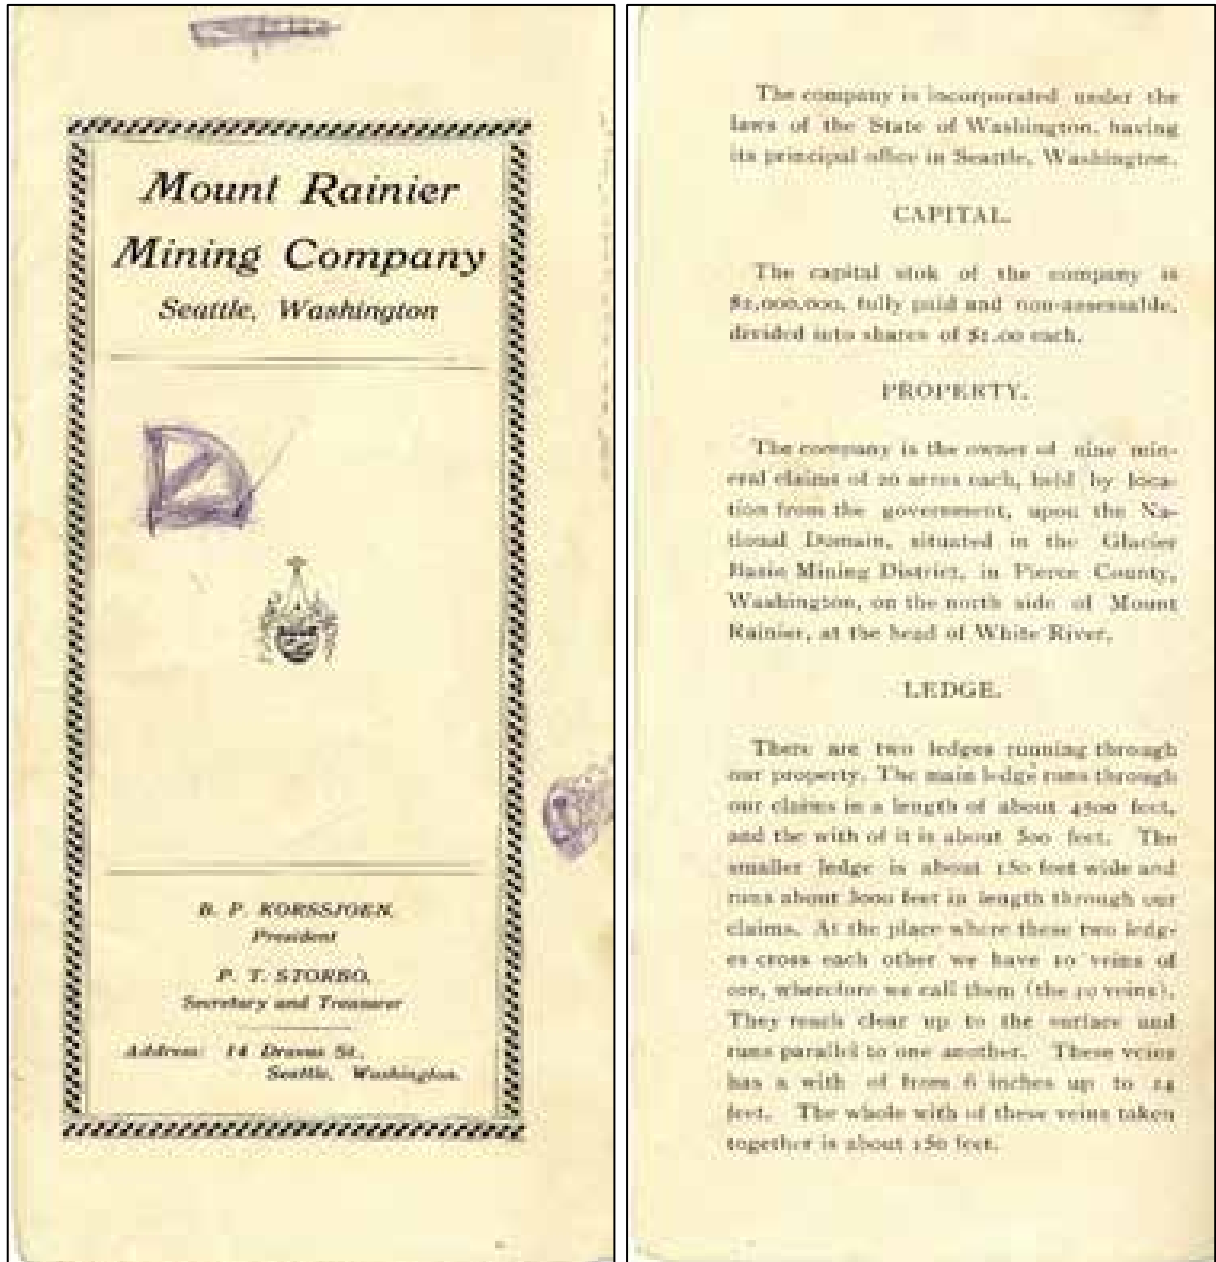 Mount Rainier
Mining Company
Seattle, Washington
B. P. KORSSJOEN,
President
P. T. STORBO,
Secretary and Treasurer
Address: 14 Dravus St.,
Seattle, Washington.
The company is incorporated under the
laws of the State of Washington, having
its principal office in Seattle, Washington.
CAPITAL.
The capital stok of the company is
$1,000,000, fully paid and non-assessable,
divided into shares of $1.00 each.
PROPERTY.
The company is the owner of nine min-
eral claims of 20 acres each, held by loca-
tion from the government, upon the Na-
tional Domain, situated in the Glacier
Basin Mining District, in Pierce County,
Washington, on the north side of Mount
Rainier, at the head of White River.
LEDGE.
There are two ledges running through
our property. The main ledge runs through
our claims in a length of about 4500 feet,
and the with of it is about feet. The
smaller ledge is about 150 feet wide and
runs about 3000 feet in length through our
claims. At the place where these two ledg-
es cross each other we have 10 veins of
ore, wherefore we call them (the 10 veins).
They reach clear up to the surface and
runs parallel to one another. These veins
has a with of from 6 inches up to 24
feet. The whole with of these veins taken
together is about 150 feet.